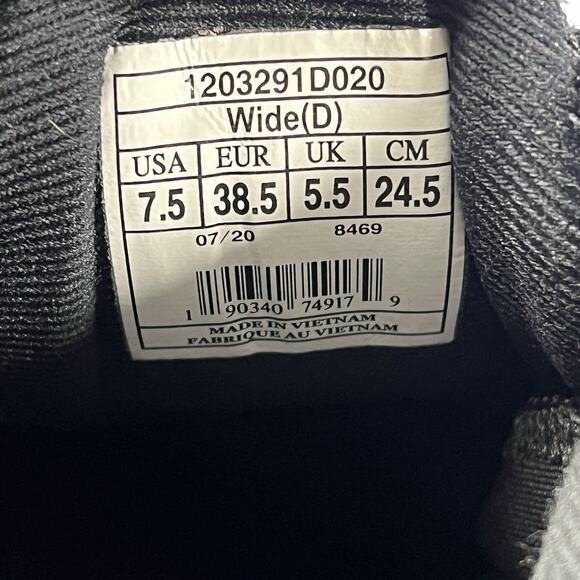 1203291D020
Wide(D)
USA EUR UK CM
7.5 38.5 5.5 24.5
07/20 8469
1 90340 74917 9
MADE IN VIETNAM
FABRIQUE AU VIETNAM